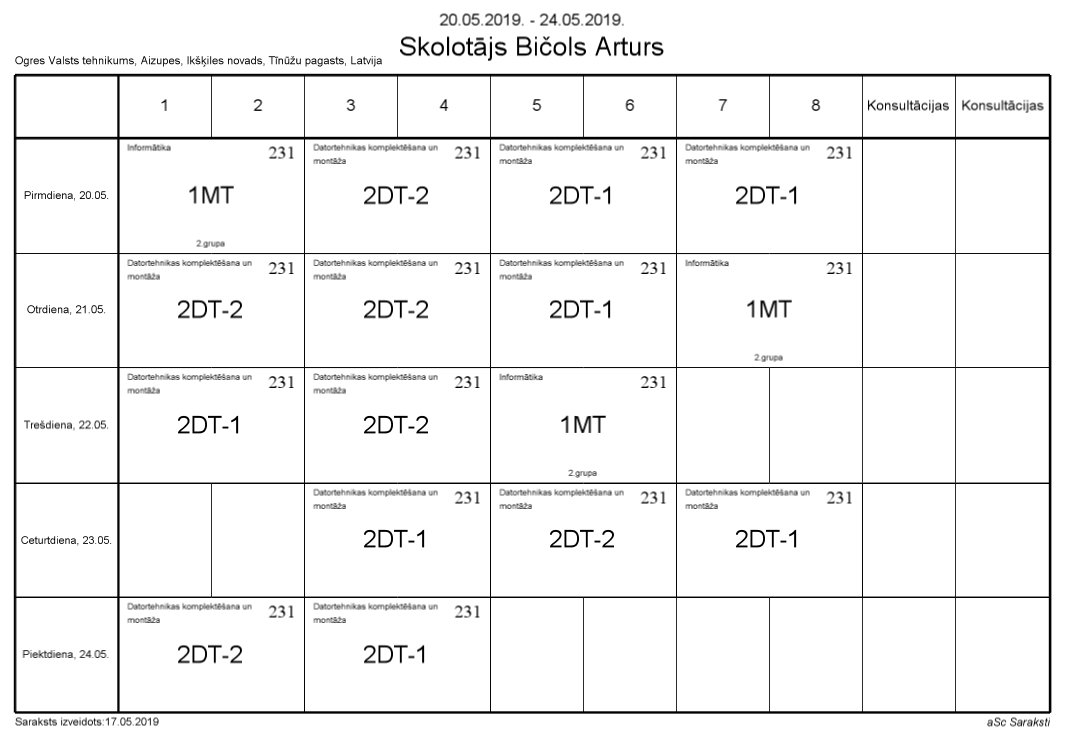 20.05.2019. - 24.05.2019.
Skolotājs Bičols Arturs
Ogres Valsts tehnikums, Aizupes, Ikšķiles novads, Tīnūžu pagasts, Latvija
1 2 3 4 5 6 7 8 Konsultācijas Konsultācijas
Pirmdiena, 20.05.
Informātika 231
1MT
2.grupa
Datortehnikas komplektēšana un 231
montāža
2DT-2
Datortehnikas komplektēšana un 231
montāža
2DT-1
Datortehnikas komplektēšana un 231
montāža
2DT-1
Otrdiena, 21.05.
Datortehnikas komplektēšana un 231
montāža
2DT-2
Datortehnikas komplektēšana un 231
montāža
2DT-2
Datortehnikas komplektēšana un 231
montāža
2DT-1
Informātika 231
1MT
2.grupa
Trešdiena, 22.05.
Datortehnikas komplektēšana un 231
montāža
2DT-1
Datortehnikas komplektēšana un 231
montāža
2DT-2
Informātika 231
1MT
2.grupa
Ceturtdiena, 23.05.
Datortehnikas komplektēšana un 231
montāža
2DT-1
Datortehnikas komplektēšana un 231
montāža
2DT-2
Datortehnikas komplektēšana un 231
montāža
2DT-1
Piektdiena, 24.05.
Datortehnikas komplektēšana un 231
montāža
2DT-2
Datortehnikas komplektēšana un 231
montāža
2DT-1
Saraksts izveidots:17.05.2019
aSc Saraksti